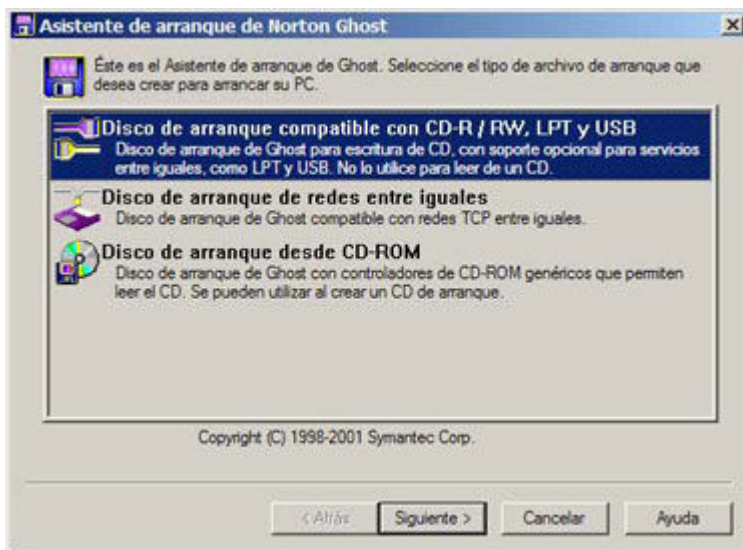 Asistente de arranque de Norton Ghost
Éste es el Asistente de arranque de Ghost. Seleccione el tipo de archivo de arranque que
desea crear para arrancar su PC.
Disco de arranque compatible con CD-R / RW, LPT y USB
Disco de arranque de Ghost para escritura de CD, con soporte opcional para servicios
entre iguales, como LPT y USB. No lo utilice para leer de un CD.
Disco de arranque de redes entre iguales
Disco de arranque de Ghost compatible con redes TCP entre iguales.
Disco de arranque desde CD-ROM
Disco de arranque de Ghost con controladores de CD-ROM genéricos que permiten
leer el CD. Se pueden utilizar al crear un CD de arranque.
Copyright (C) 1998-2001 Symantec Corp.
< Atrás
Siguiente >
Cancelar
Ayuda